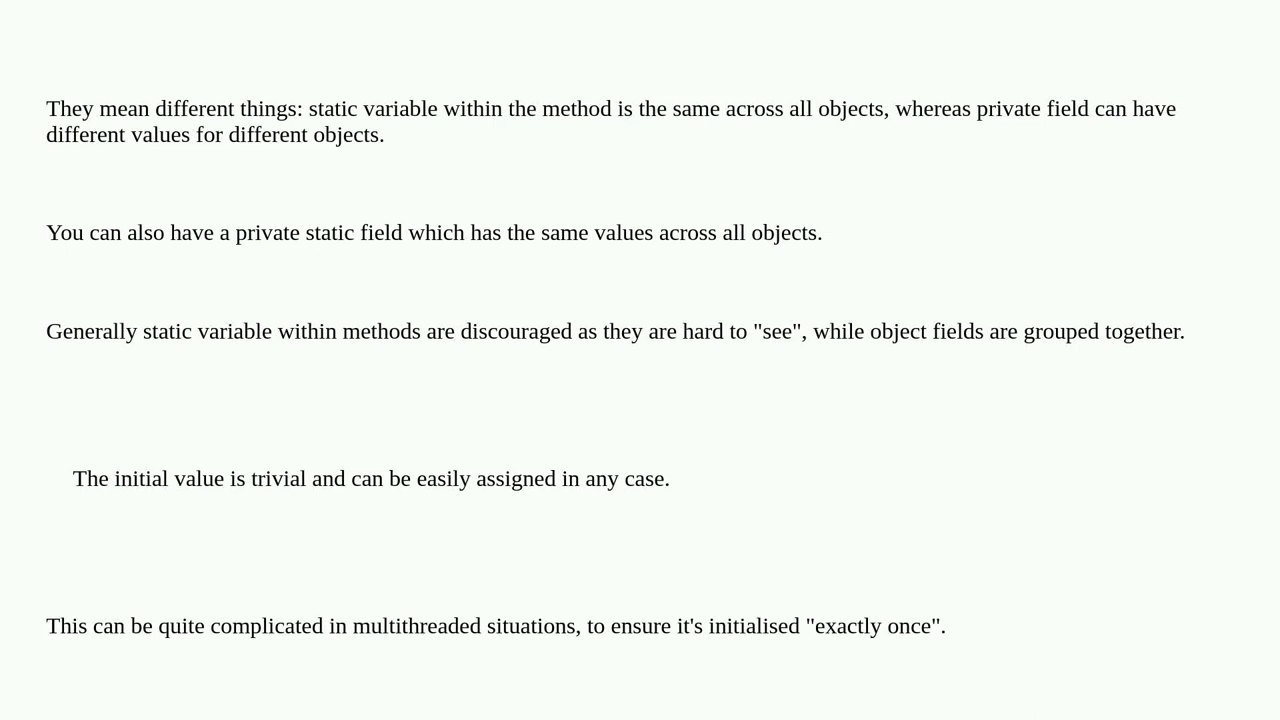 They mean different things: static variable within the method is the same across all objects, whereas private field can have
different values for different objects.
You can also have a private static field which has the same values across all objects.
Generally static variable within methods are discouraged as they are hard to "see", while object fields are grouped together.
The initial value is trivial and can be easily assigned in any case.
This can be quite complicated in multithreaded situations, to ensure it's initialised "exactly once".